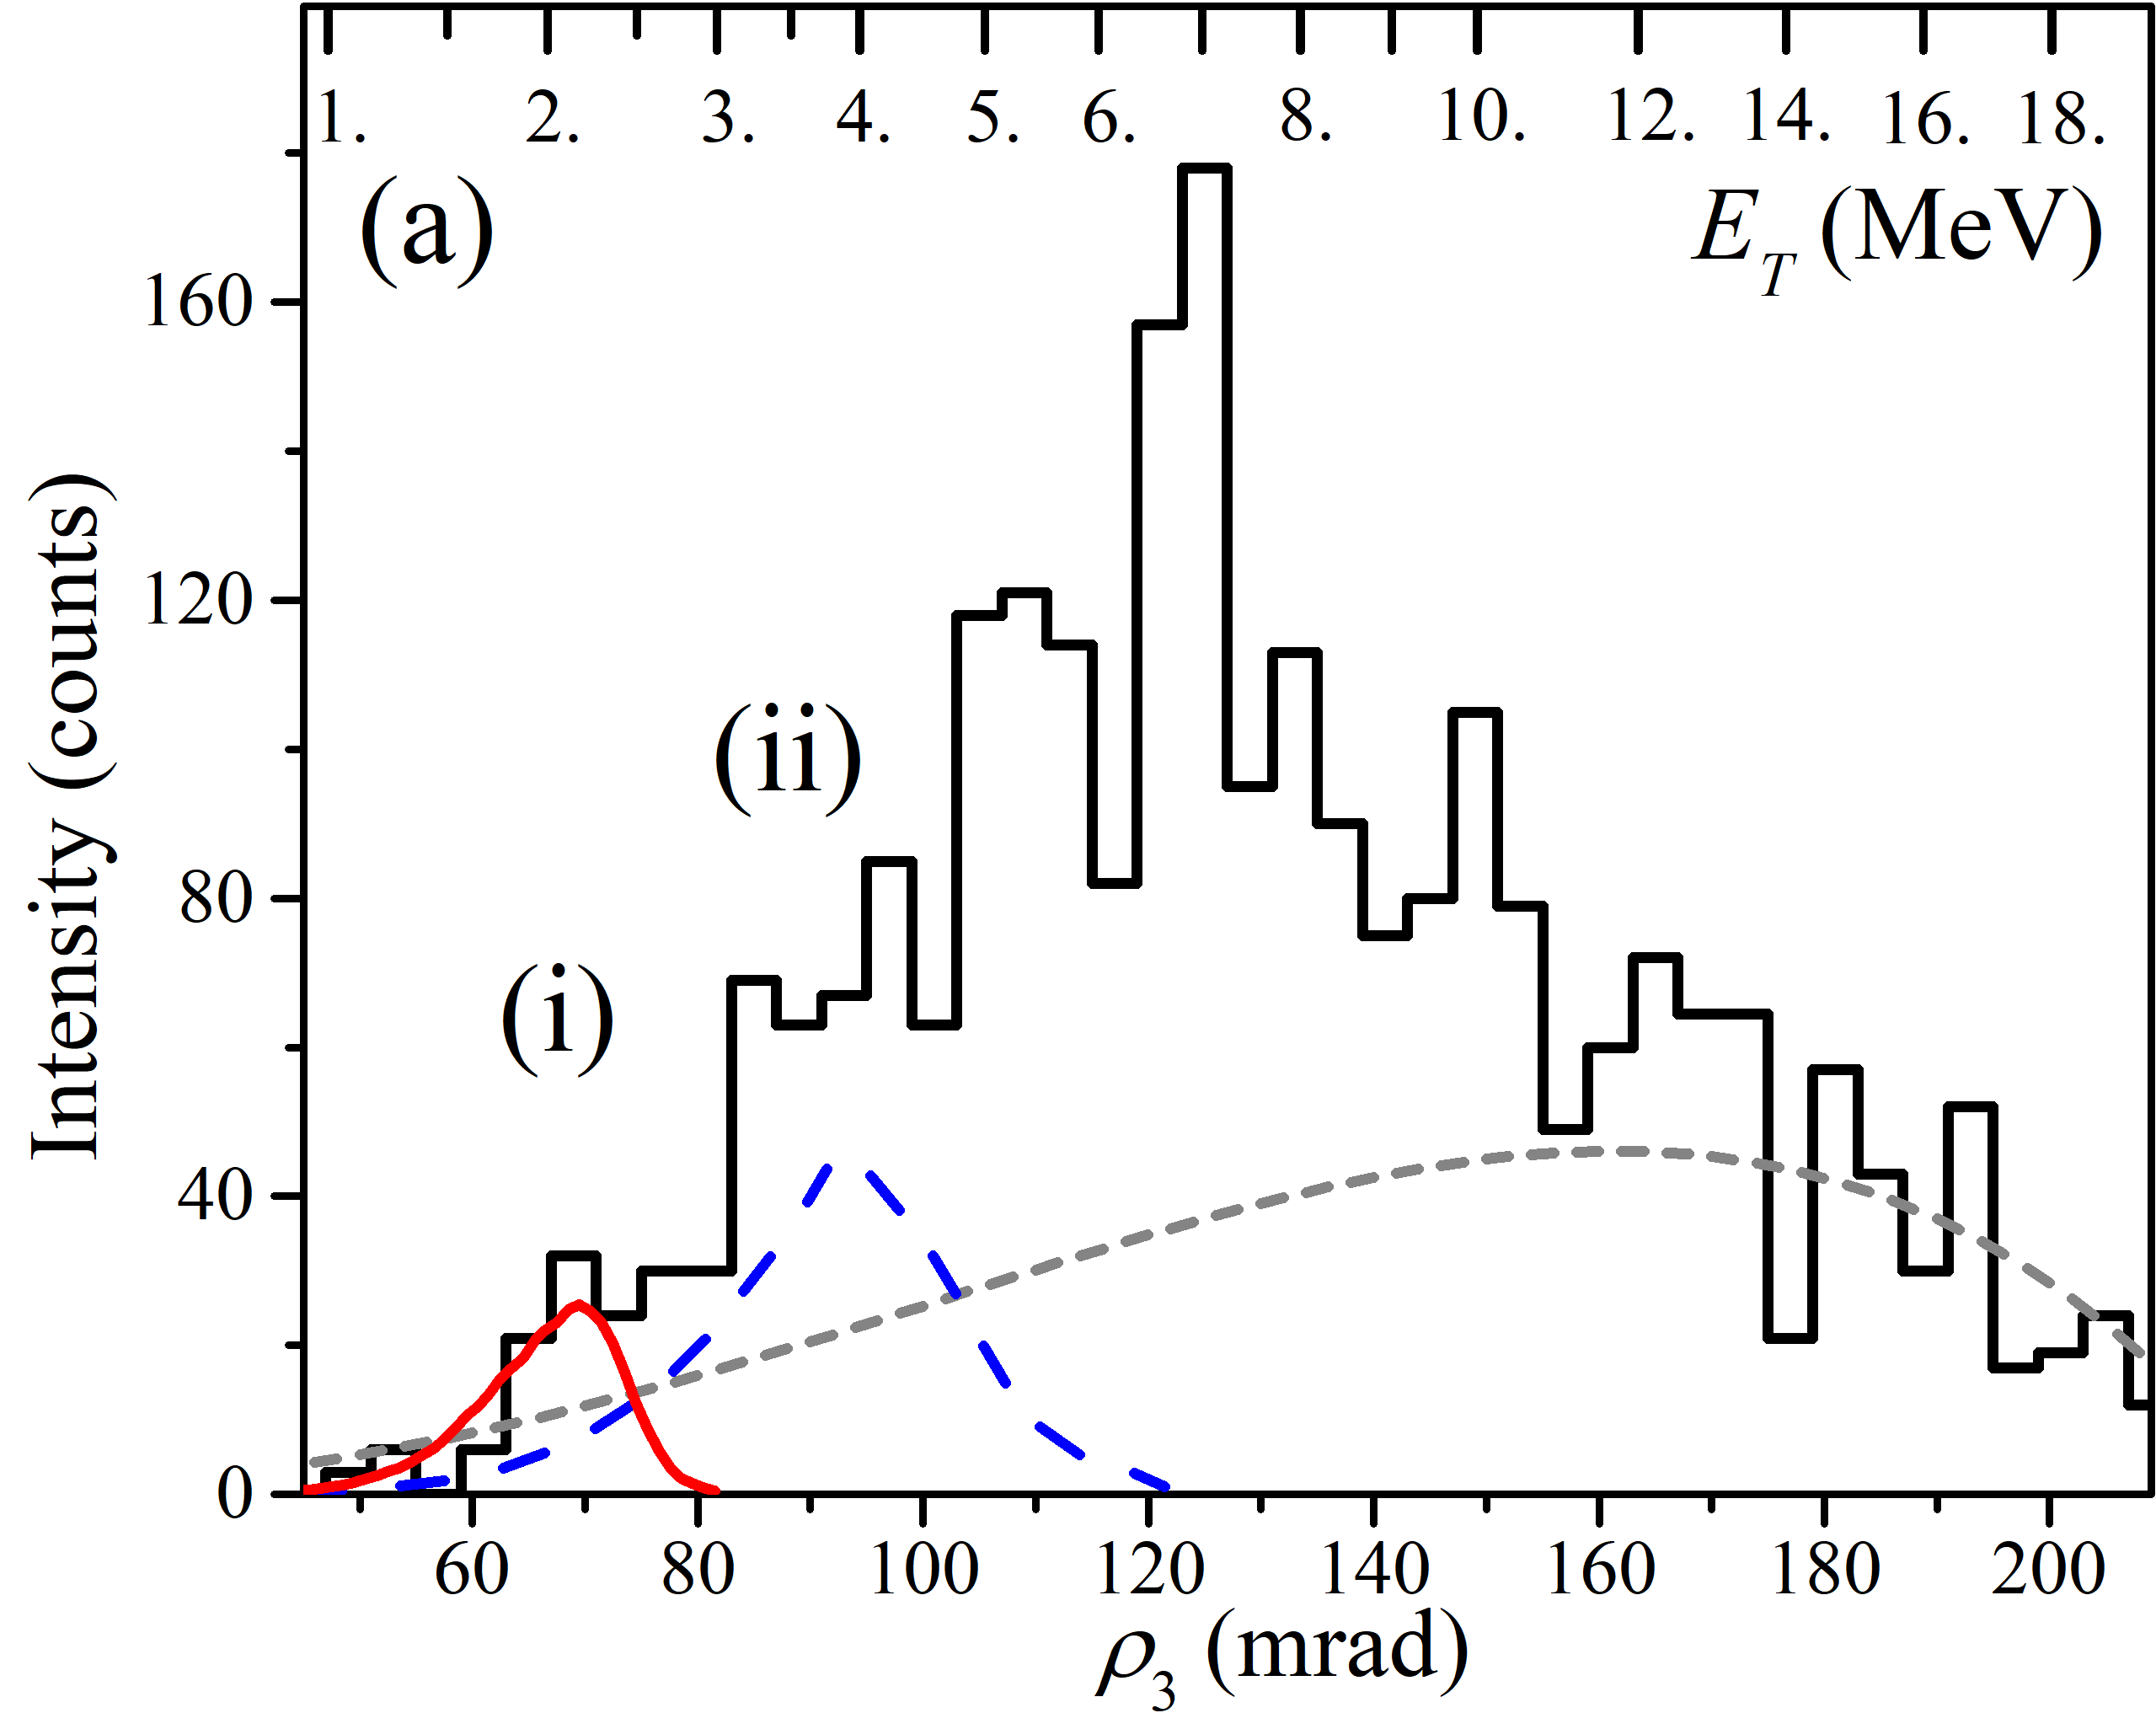 1. 2. 3. 4. 5. 6. 8. 10. 12. 14. 16. 18.
(a)
E_T (MeV)
160
120
(ii)
80
(i)
40
0
Intensity (counts)
60 80 100 120 140 160 180 200
ρ_3 (mrad)